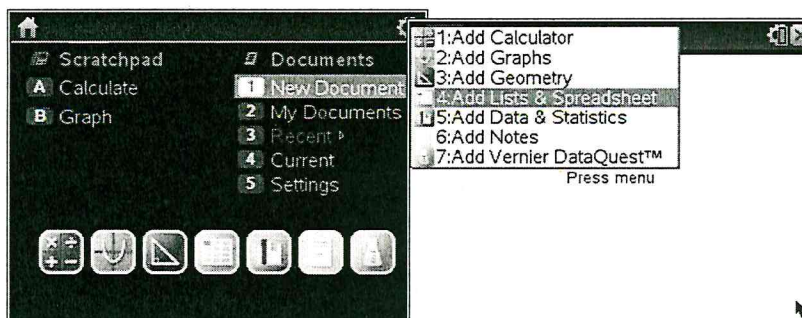 Scratchpad
A Calculate
B Graph
Documents
1 New Document
2 My Documents
3 Recent ▸
4 Current
5 Settings
1:Add Calculator
2:Add Graphs
3:Add Geometry
4:Add Lists & Spreadsheet
5:Add Data & Statistics
6:Add Notes
7:Add Vernier DataQuest™
Press menu